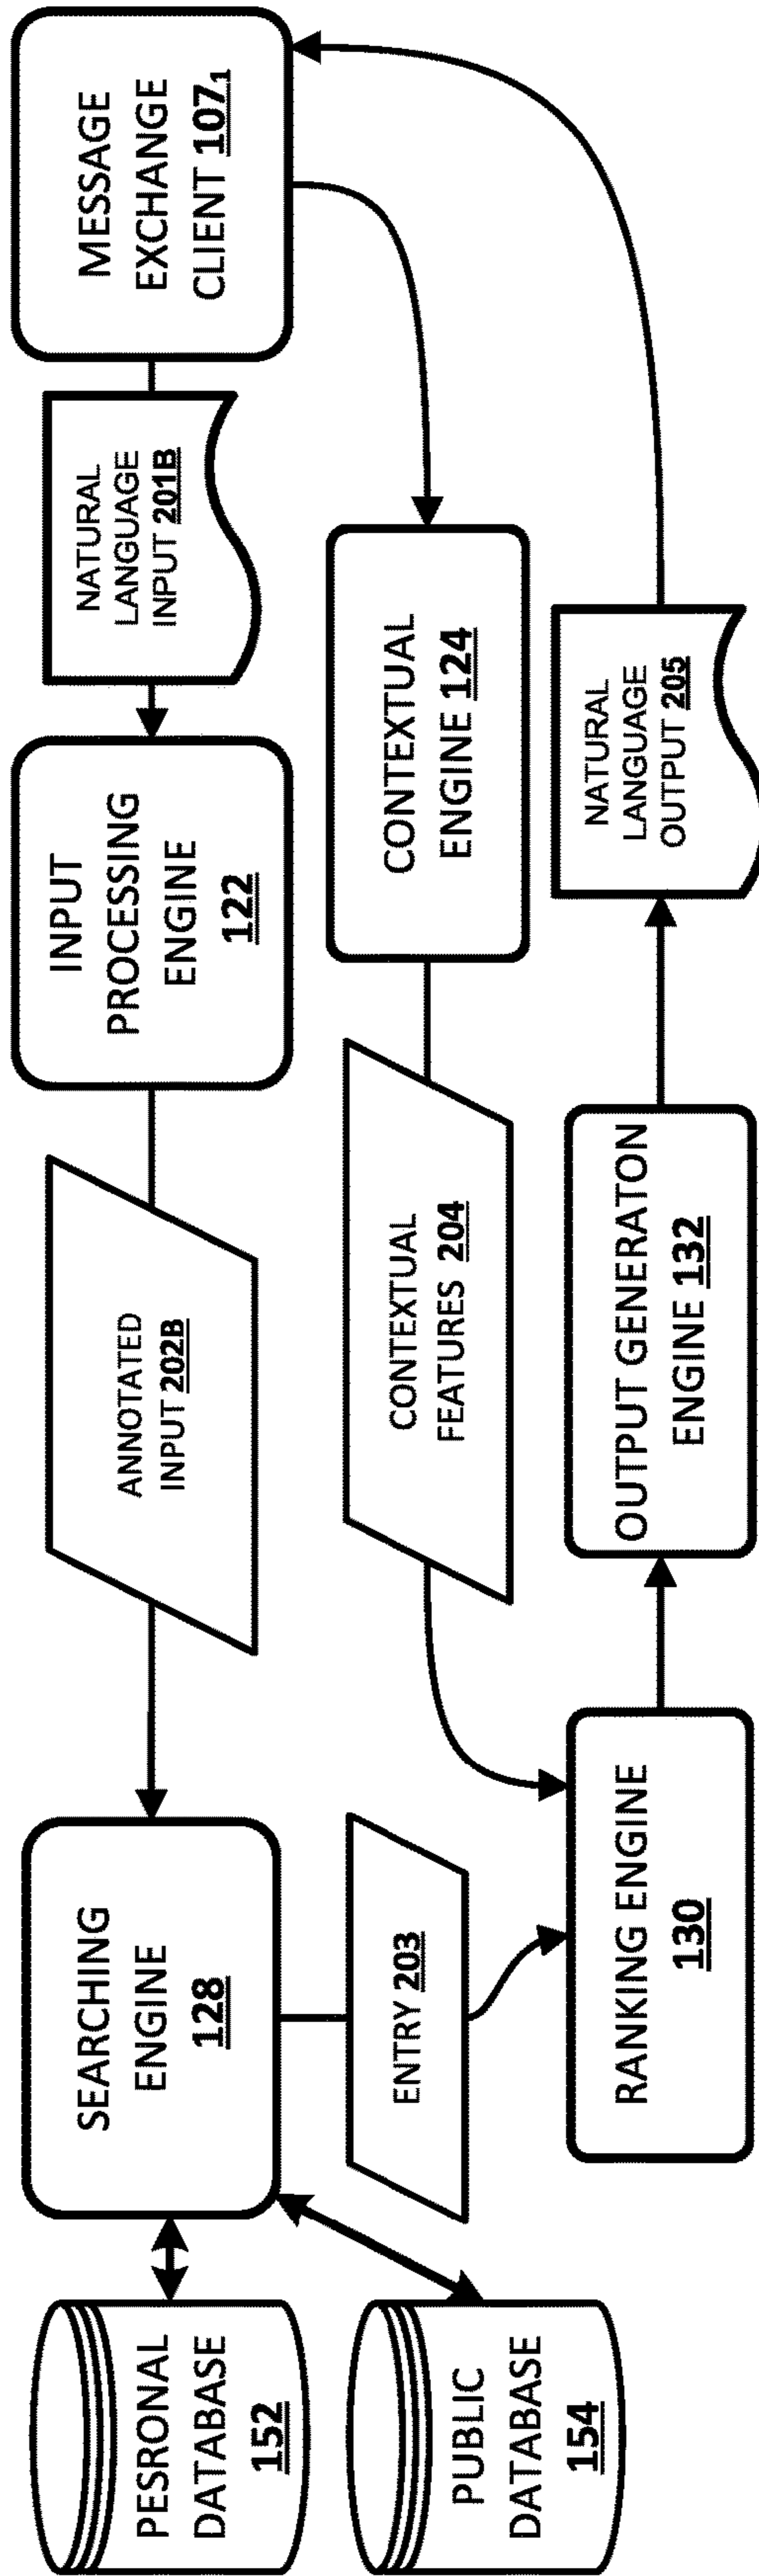 PESRONAL
DATABASE
152
PUBLIC
DATABASE
154
SEARCHING
ENGINE
128
ENTRY 203
RANKING ENGINE
130
ANNOTATED
INPUT 202B
CONTEXTUAL
FEATURES 204
OUTPUT GENERATON
ENGINE 132
INPUT
PROCESSING
ENGINE
122
CONTEXTUAL
ENGINE 124
NATURAL
LANGUAGE
OUTPUT 205
NATURAL
LANGUAGE
INPUT 201B
MESSAGE
EXCHANGE
CLIENT 107₁